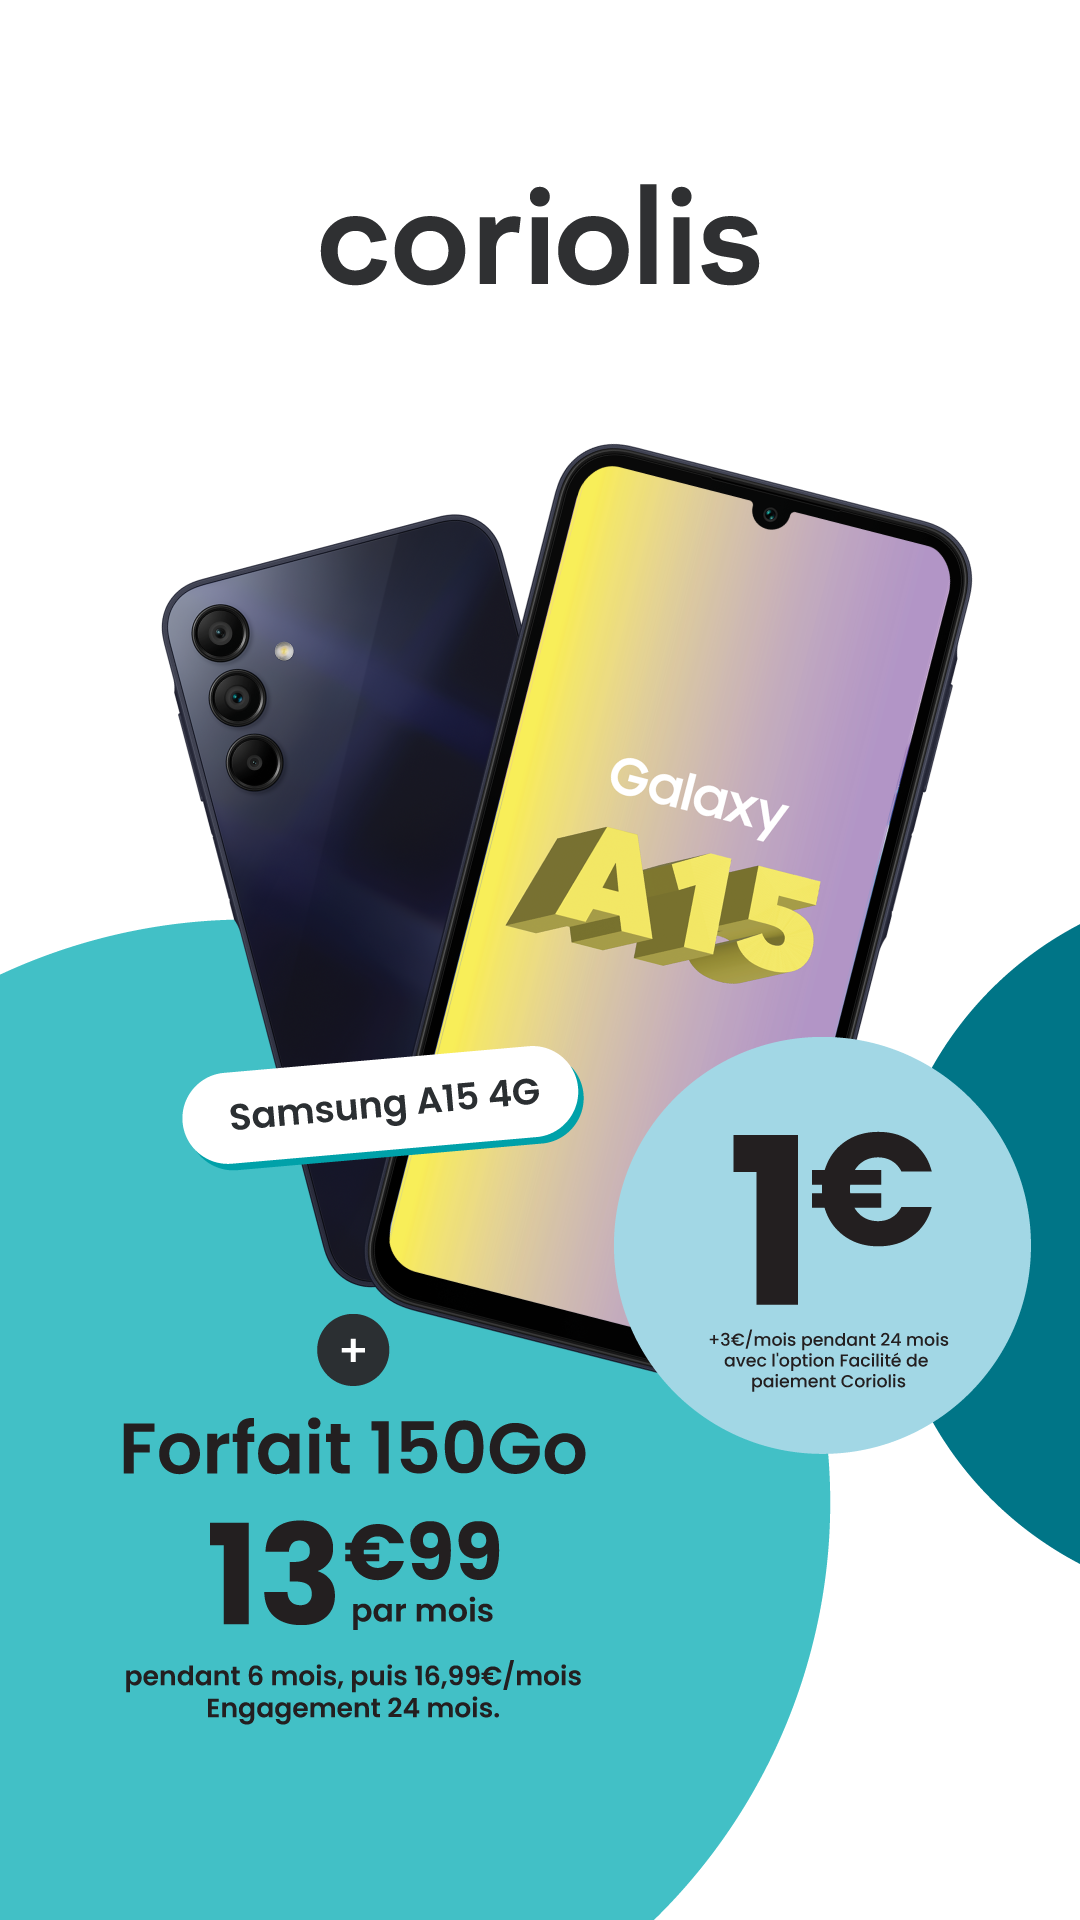 coriolis
Galaxy
A15
Samsung A15 4G
1€
+3€/mois pendant 24 mois
avec l'option Facilité de
paiement Coriolis
+
Forfait 150Go
13€99
par mois
pendant 6 mois, puis 16,99€/mois
Engagement 24 mois.